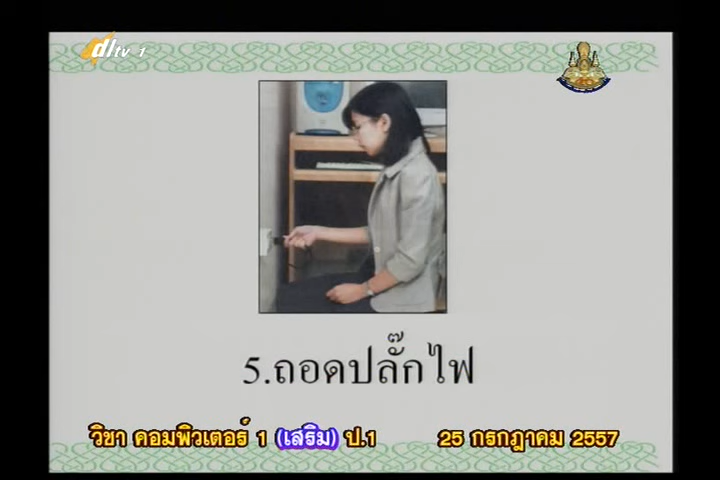 dltv 1
5.ถอดปลั๊กไฟ
วิชา คอมพิวเตอร์ 1 (เสริม) ป.1 25 กรกฎาคม 2557